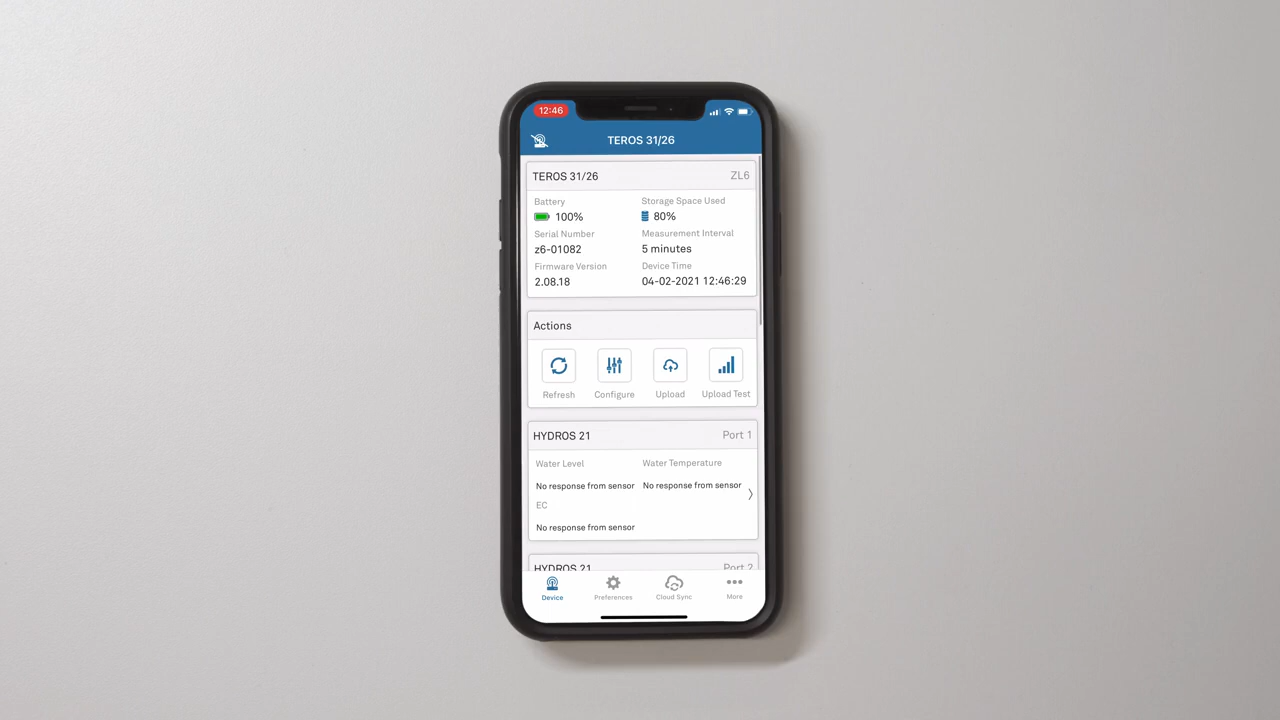 12:46
TEROS 31/26
TEROS 31/26 ZL6
Battery Storage Space Used
100% 80%
Serial Number Measurement Interval
z6-01082 5 minutes
Firmware Version Device Time
2.08.18 04-02-2021 12:46:29
Actions
Refresh Configure Upload Upload Test
HYDROS 21 Port 1
Water Level Water Temperature
No response from sensor No response from sensor
EC
No response from sensor
HYDROS 21 Port 2
Device Preferences Cloud Sync More